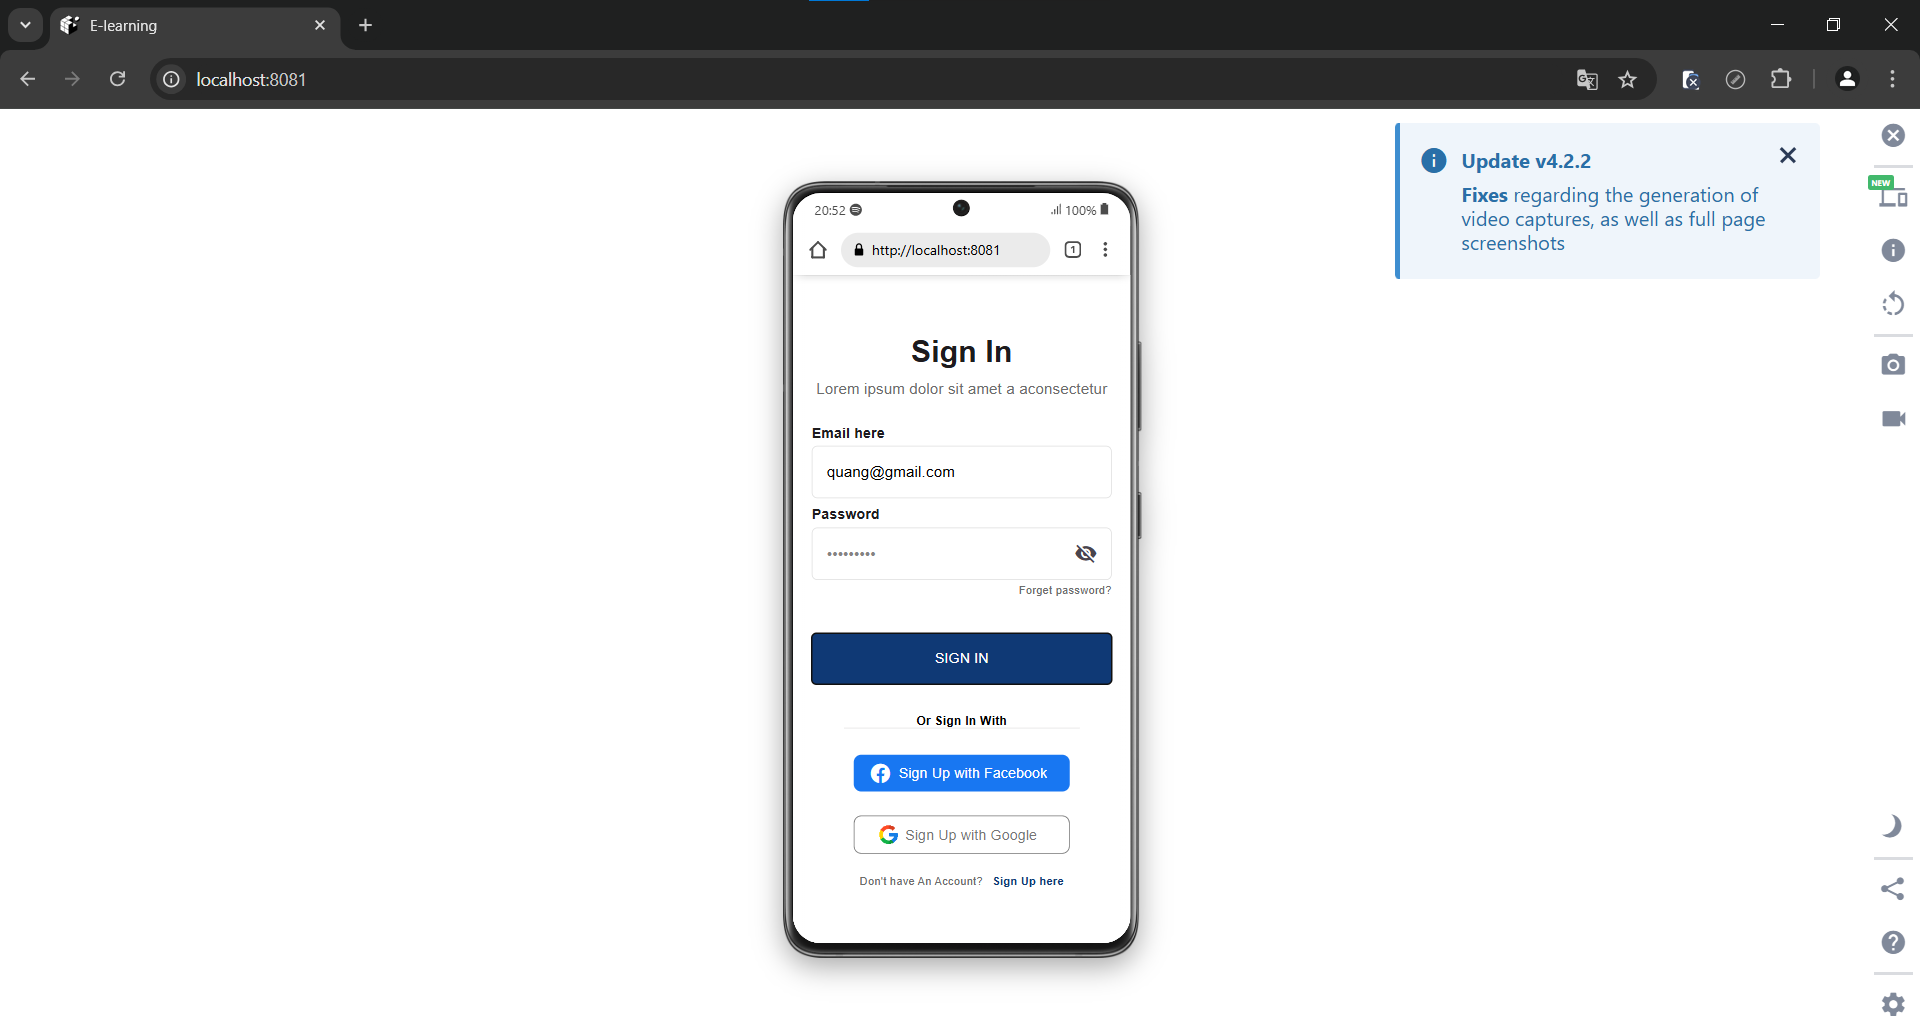 E-learning
localhost:8081
Update v4.2.2
Fixes regarding the generation of
video captures, as well as full page
screenshots
NEW
20:52
100%
http://localhost:8081
1
Sign In
Lorem ipsum dolor sit amet a aconsectetur
Email here
quang@gmail.com
Password
•••••••••
Forget password?
SIGN IN
Or Sign In With
Sign Up with Facebook
Sign Up with Google
Don't have An Account? Sign Up here